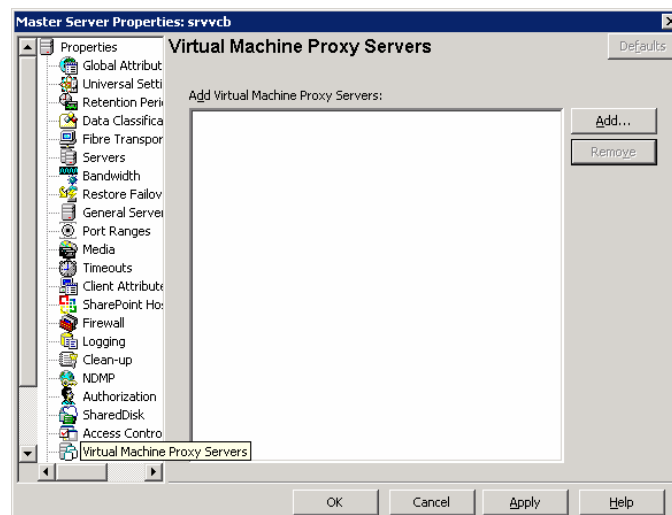 Master Server Properties: srvvcb
Properties
Global Attribut
Universal Setti
Retention Peri
Data Classifica
Fibre Transpor
Servers
Bandwidth
Restore Failov
General Server
Port Ranges
Media
Timeouts
Client Attribute
SharePoint Hos
Firewall
Logging
Clean-up
NDMP
Authorization
SharedDisk
Access Contro
Virtual Machine Proxy Servers
Virtual Machine Proxy Servers
Defaults
Add Virtual Machine Proxy Servers:
Add...
Remove
OK
Cancel
Apply
Help